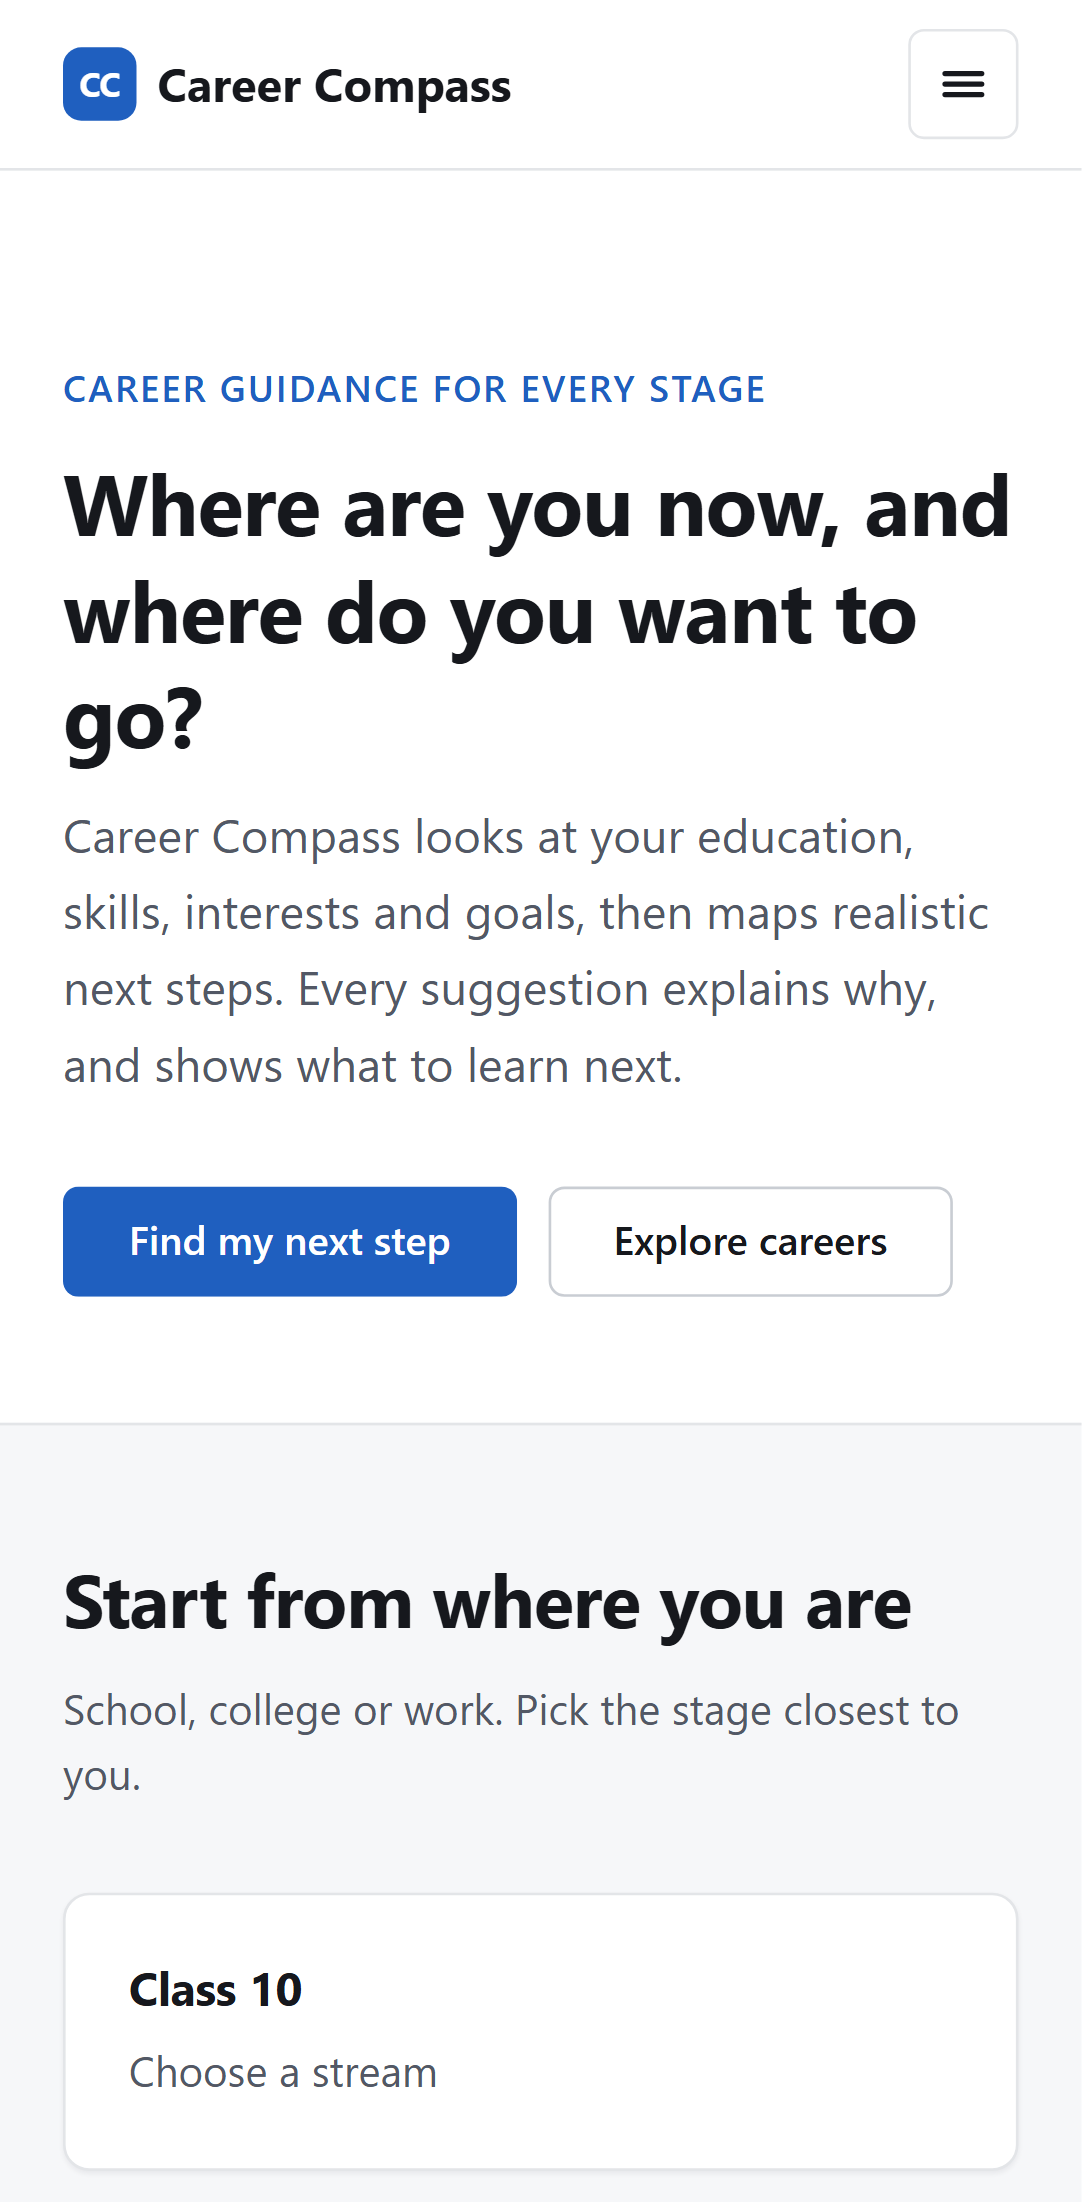 CC Career Compass
CAREER GUIDANCE FOR EVERY STAGE
Where are you now, and
where do you want to
go?
Career Compass looks at your education,
skills, interests and goals, then maps realistic
next steps. Every suggestion explains why,
and shows what to learn next.
Find my next step Explore careers
Start from where you are
School, college or work. Pick the stage closest to
you.
Class 10
Choose a stream